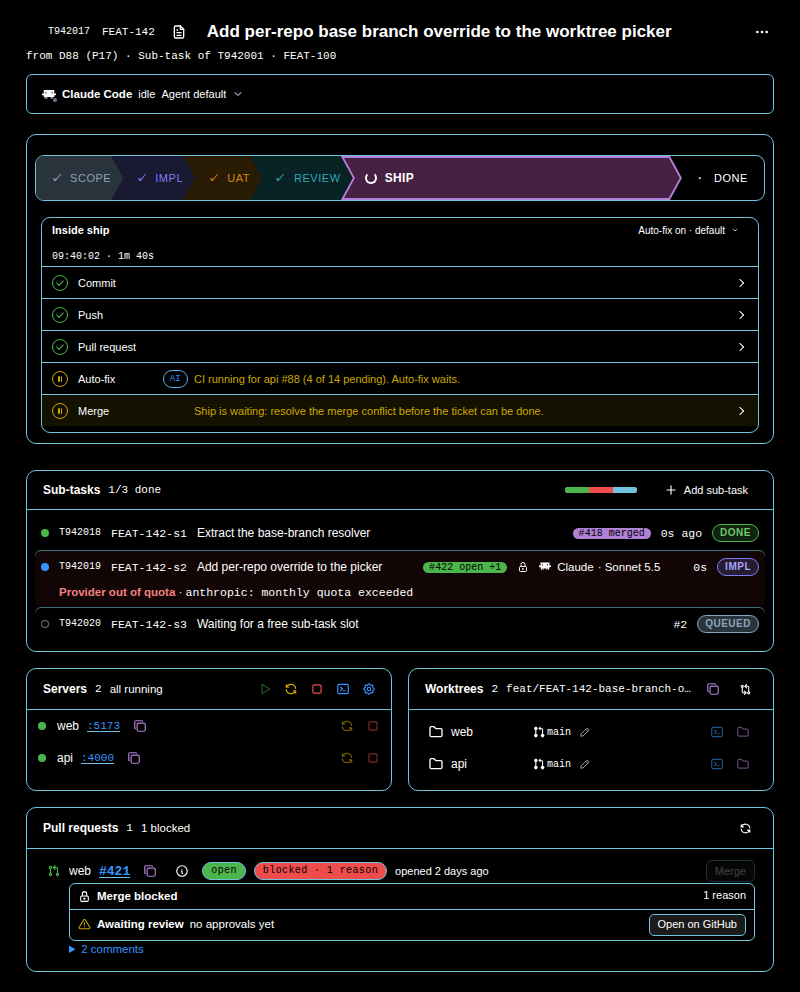 T942017 FEAT-142 Add per-repo base branch override to the worktree picker
from D88 (P17) · Sub-task of T942001 · FEAT-100
Claude Code idle Agent default
SCOPE IMPL UAT REVIEW SHIP · DONE
Inside ship Auto-fix on · default
09:40:02 · 1m 40s
Commit
Push
Pull request
Auto-fix AI CI running for api #88 (4 of 14 pending). Auto-fix waits.
Merge Ship is waiting: resolve the merge conflict before the ticket can be done.
Sub-tasks 1/3 done Add sub-task
T942018 FEAT-142-s1 Extract the base-branch resolver #418 merged 0s ago DONE
T942019 FEAT-142-s2 Add per-repo override to the picker #422 open +1 Claude · Sonnet 5.5 0s IMPL
Provider out of quota · anthropic: monthly quota exceeded
T942020 FEAT-142-s3 Waiting for a free sub-task slot #2 QUEUED
Servers 2 all running
web :5173
api :4000
Worktrees 2 feat/FEAT-142-base-branch-o…
web main
api main
Pull requests 1 1 blocked
web #421 open blocked · 1 reason opened 2 days ago Merge
Merge blocked 1 reason
Awaiting review no approvals yet Open on GitHub
2 comments